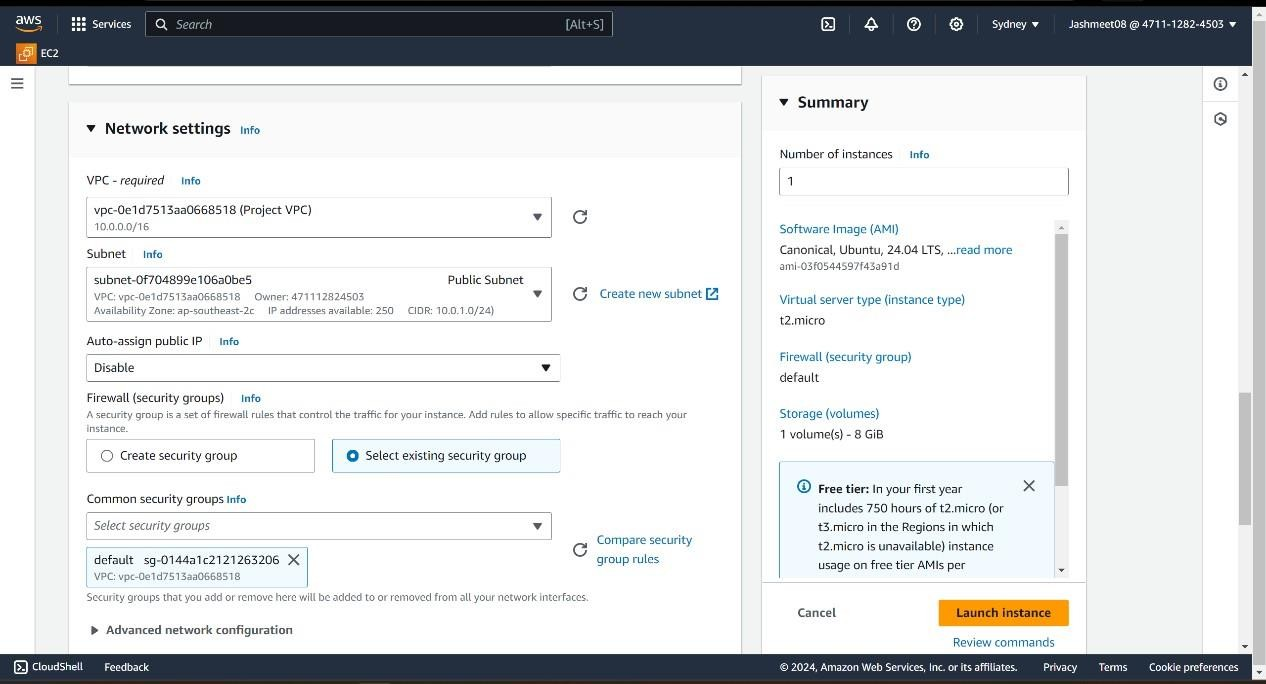 aws
Services
Search [Alt+S]
Sydney ▼
Jashmeet08 @ 4711-1282-4503 ▼
EC2
▼ Network settings Info
VPC - required Info
vpc-0e1d7513aa0668518 (Project VPC)
10.0.0.0/16
Subnet Info
subnet-0f704899e106a0be5 Public Subnet
VPC: vpc-0e1d7513aa0668518 Owner: 471112824503
Availability Zone: ap-southeast-2c IP addresses available: 250 CIDR: 10.0.1.0/24)
Create new subnet
Auto-assign public IP Info
Disable
Firewall (security groups) Info
A security group is a set of firewall rules that control the traffic for your instance. Add rules to allow specific traffic to reach your
instance.
Create security group
Select existing security group
Common security groups Info
Select security groups
default sg-0144a1c2121263206
VPC: vpc-0e1d7513aa0668518
Compare security
group rules
Security groups that you add or remove here will be added to or removed from all your network interfaces.
Advanced network configuration
▼ Summary
Number of instances Info
1
Software Image (AMI)
Canonical, Ubuntu, 24.04 LTS, ...read more
ami-03f0544597f43a91d
Virtual server type (instance type)
t2.micro
Firewall (security group)
default
Storage (volumes)
1 volume(s) - 8 GiB
Free tier: In your first year
includes 750 hours of t2.micro (or
t3.micro in the Regions in which
t2.micro is unavailable) instance
usage on free tier AMIs per
Cancel
Launch instance
Review commands
CloudShell Feedback
© 2024, Amazon Web Services, Inc. or its affiliates. Privacy Terms Cookie preferences